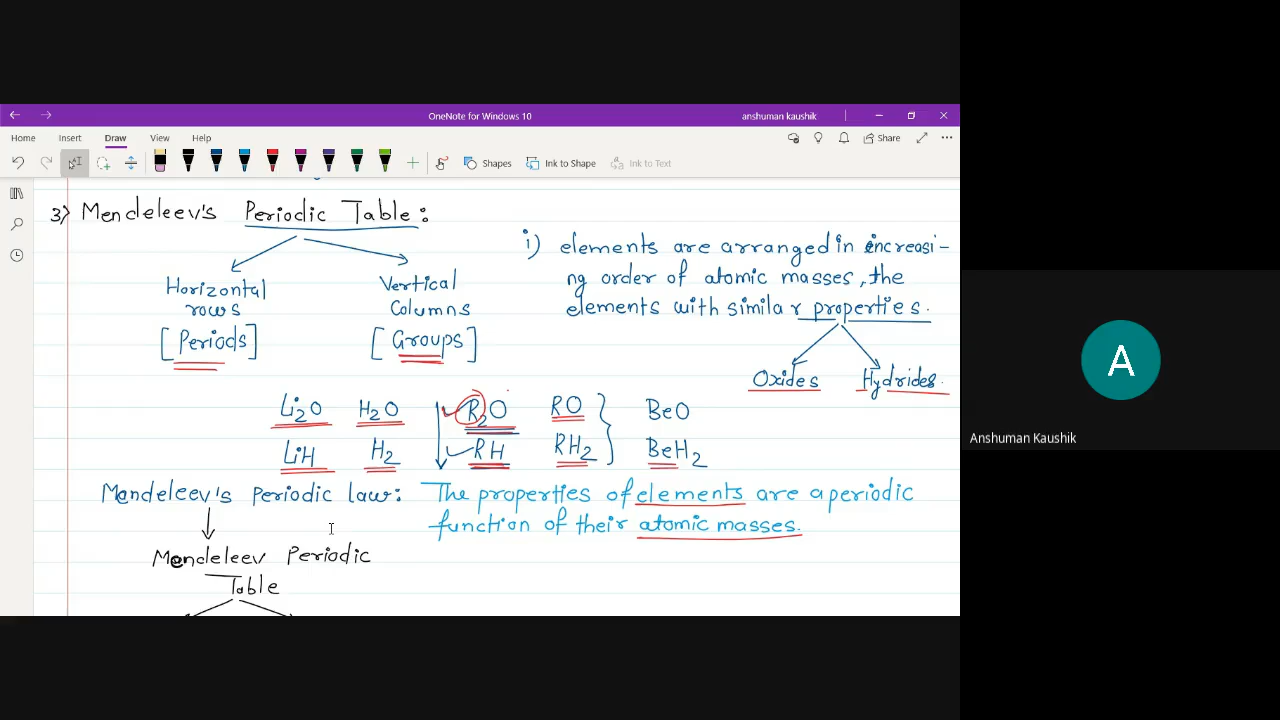 OneNote for Windows 10
anshuman kaushik
Home Insert Draw View Help
Share
Shapes Ink to Shape Ink to Text
3) Mendeleev's Periodic Table:
Horizontal
rows
[Periods]
Vertical
Columns
[Groups]
i) elements are arranged in increasi-
ng order of atomic masses, the
elements with similar properties.
Oxides Hydrides.
Li2O H2O R2O RO BeO
LiH H2 RH RH2 BeH2
Mendeleev's Periodic law: The properties of elements are a periodic
function of their atomic masses.
Mendeleev Periodic
Table
A
Anshuman Kaushik